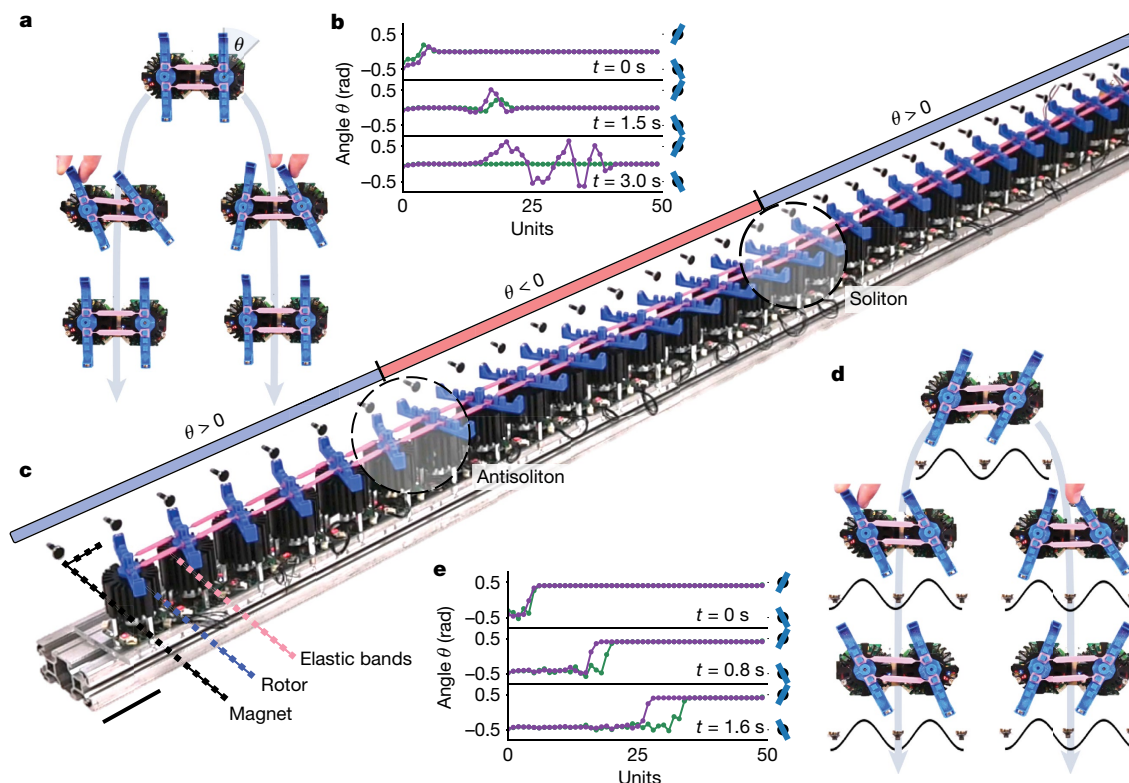 a
θ
b
Angle θ (rad)
0.5
−0.5
t = 0 s
0.5
−0.5
t = 1.5 s
0.5
−0.5
t = 3.0 s
0
25
50
Units
θ > 0
θ < 0
Soliton
θ > 0
Antisoliton
c
Elastic bands
Rotor
Magnet
d
e
Angle θ (rad)
0.5
−0.5
t = 0 s
0.5
−0.5
t = 0.8 s
0.5
−0.5
t = 1.6 s
0
25
50
Units